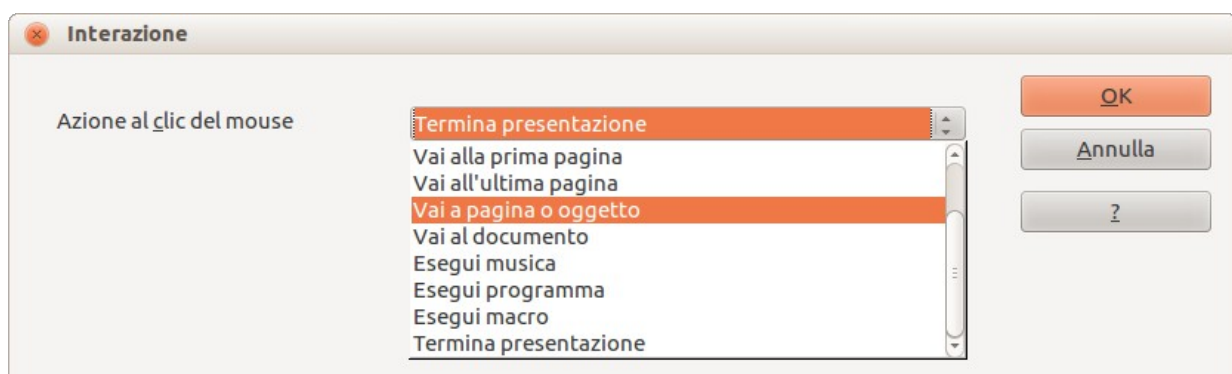 Interazione
Azione al clic del mouse
Termina presentazione
Vai alla prima pagina
Vai all'ultima pagina
Vai a pagina o oggetto
Vai al documento
Esegui musica
Esegui programma
Esegui macro
Termina presentazione
OK
Annulla
?